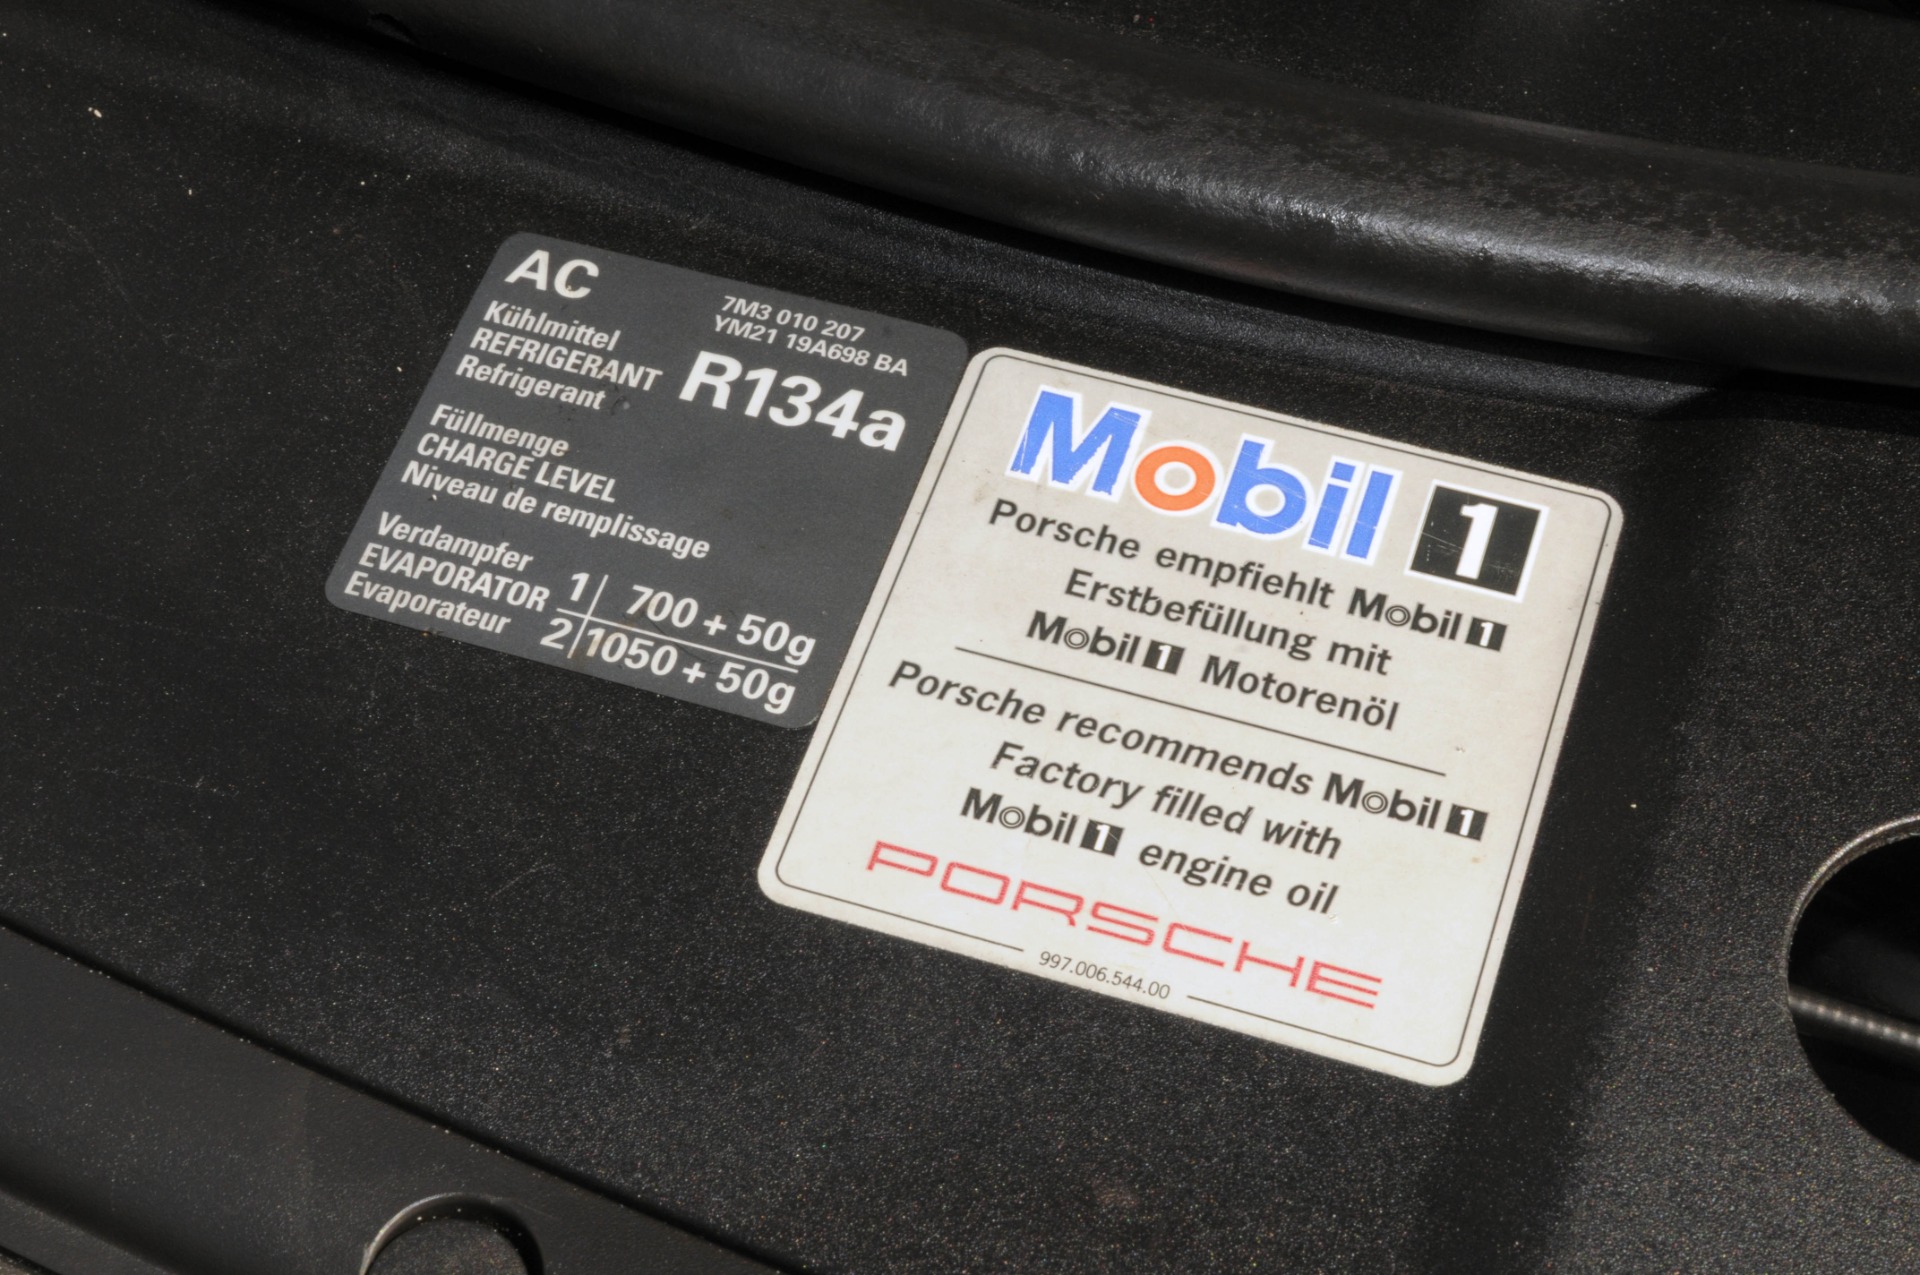 AC
7M3 010 207
YM21 19A698 BA
Kühlmittel
REFRIGERANT R134a
Refrigerant
Füllmenge
CHARGE LEVEL
Niveau de remplissage
Verdampfer
EVAPORATOR 1 700 + 50g
Evaporateur 2 1050 + 50g
Mobil 1
Porsche empfiehlt Mobil 1
Erstbefüllung mit
Mobil 1 Motorenöl
Porsche recommends Mobil 1
Factory filled with
Mobil 1 engine oil
PORSCHE
997.006.544.00